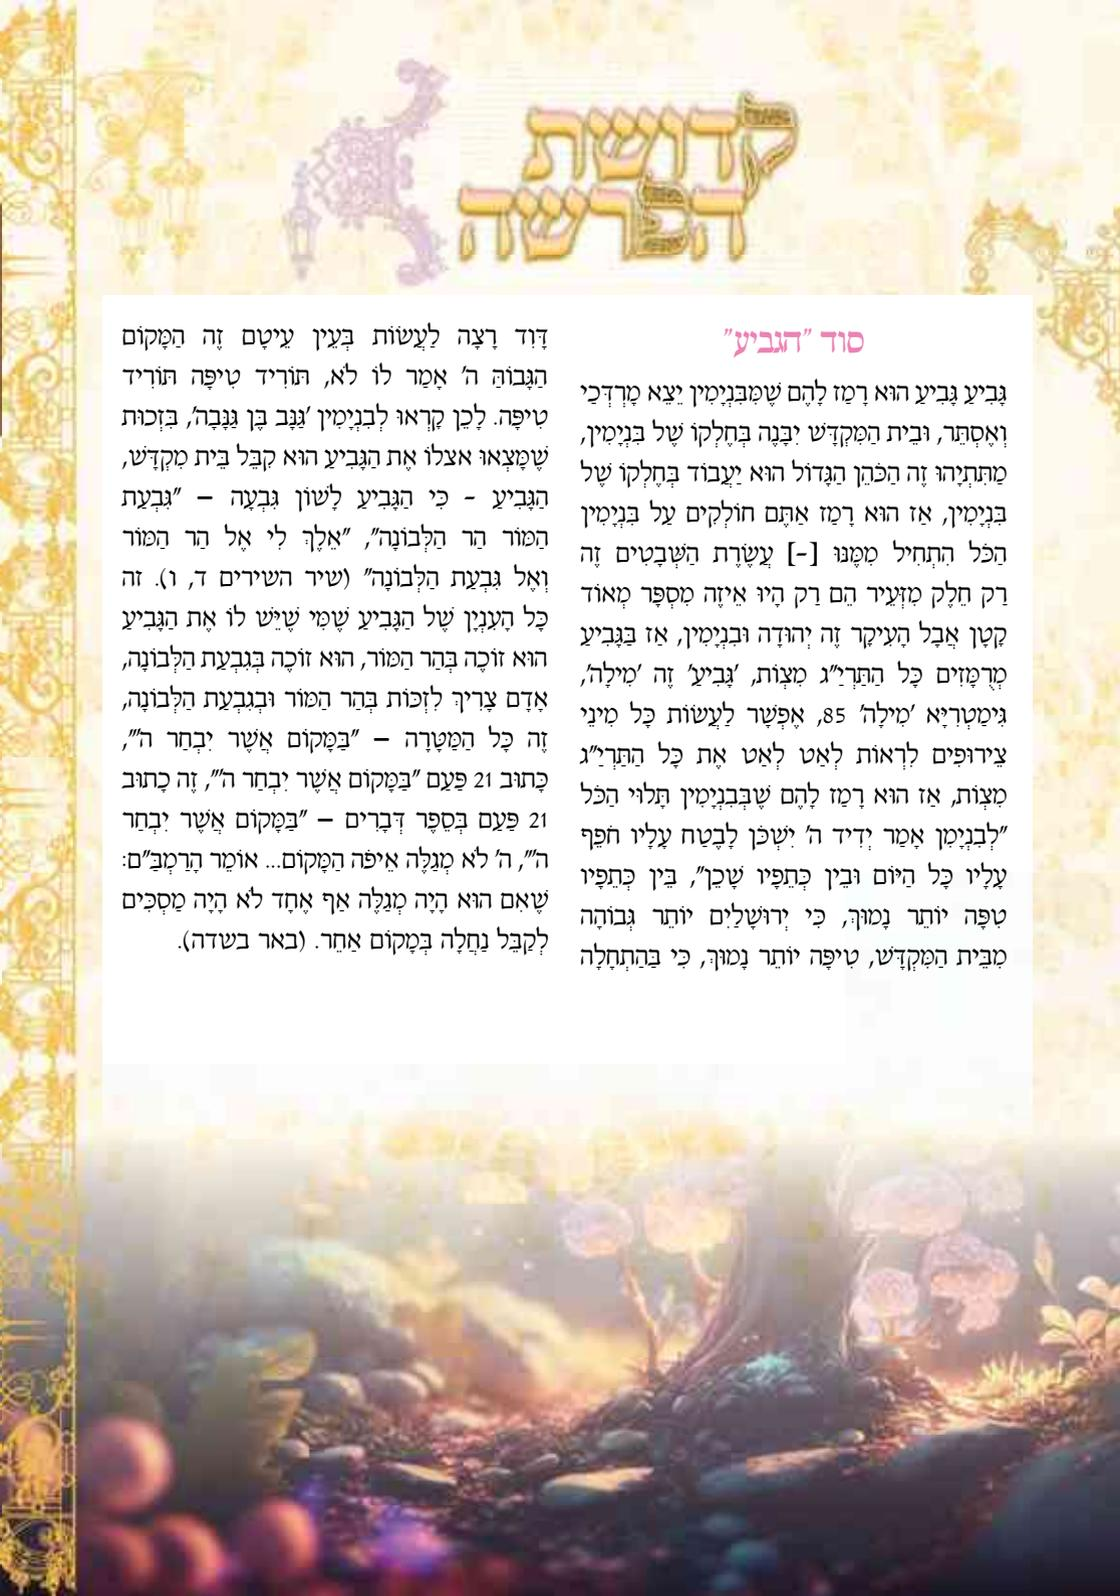 קדושת
הפרשה
סוד "הגביע"
גָּבִיעַ גָּבִיעַ הוּא רָמַז לָהֶם שֶׁמִּבִּנְיָמִין יֵצֵא מָרְדְּכַי
וְאֶסְתֵּר, וּבֵית הַמִּקְדָּשׁ יִבָּנֶה בְּחֶלְקוֹ שֶׁל בִּנְיָמִין,
מַתִּתְיָהוּ זֶה הַכֹּהֵן הַגָּדוֹל הוּא יַעֲבוֹד בְּחֶלְקוֹ שֶׁל
בִּנְיָמִין, אַז הוּא רָמַז אַתֶּם חוֹלְקִים עַל בִּנְיָמִין
הַכֹּל הִתְחִיל מִמֶּנּוּ [-] עֲשֶׂרֶת הַשְּׁבָטִים זֶה
רַק חֵלֶק מִזְּעֵיר הֵם רַק הָיוּ אֵיזֶה מִסְפָּר מְאוֹד
קָטָן אֲבָל הָעִיקָר זֶה יְהוּדָה וּבִנְיָמִין, אַז בַּגָּבִיעַ
מְרֻמָּזִים כָּל הַתַּרְיַ"ג מִצְוֹת, 'גָּבִיעַ' זֶה 'מִילָה',
גִּימַטְרִיָּא 'מִילָה' 85, אֶפְשָׁר לַעֲשׂוֹת כָּל מִינֵי
צֵירוּפִים לִרְאוֹת לְאַט לְאַט אֶת כָּל הַתַּרְיַ"ג
מִצְוֹת, אַז הוּא רָמַז לָהֶם שֶׁבְּבִנְיָמִין תָּלוּי הַכֹּל
"לְבִנְיָמִן אָמַר יְדִיד ה' יִשְׁכֹּן לָבֶטַח עָלָיו חֹפֵף
עָלָיו כָּל הַיּוֹם וּבֵין כְּתֵפָיו שָׁכֵן", בֵּין כְּתֵפָיו
טִפָּה יוֹתֵר נָמוּךְ, כִּי יְרוּשָׁלַיִם יוֹתֵר גְּבוֹהָה
מִבֵּית הַמִּקְדָּשׁ, טִיפָּה יוֹתֵר נָמוּךְ, כִּי בַּהַתְחָלָה
דָּוִד רָצָה לַעֲשׂוֹת בְּעֵין עֵיטָם זֶה הַמָּקוֹם
הַגָּבוֹהַּ ה' אָמַר לוֹ לֹא, תּוֹרִיד טִיפָּה תּוֹרִיד
טִיפָּה. לָכֵן קָרְאוּ לְבִנְיָמִין 'גַּנָּב בֶּן גַּנָּבָה', בִּזְכוּת
שֶׁמָּצְאוּ אצלוֹ אֶת הַגָּבִיעַ הוּא קִבֵּל בֵּית מִקְדָּשׁ,
הַגָּבִיעַ - כִּי הַגָּבִיעַ לָשׁוֹן גִּבְעָה – "גִּבְעַת
הַמּוֹר הַר הַלְּבוֹנָה", "אֵלֶךְ לִי אֶל הַר הַמּוֹר
וְאֶל גִּבְעַת הַלְּבוֹנָה" (שיר השירים ד, ו). זה
כָּל הָעִנְיָן שֶׁל הַגָּבִיעַ שֶׁמִּי שֶׁיֵּשׁ לוֹ אֶת הַגָּבִיעַ
הוּא זוֹכֶה בְּהַר הַמּוֹר, הוּא זוֹכֶה בְּגִבְעַת הַלְּבוֹנָה,
אָדָם צָרִיךְ לִזְכּוֹת בְּהַר הַמּוֹר וּבְגִבְעַת הַלְּבוֹנָה,
זֶה כָּל הַמַּטָּרָה – "בַּמָּקוֹם אֲשֶׁר יִבְחַר ה'",
כָּתוּב 21 פַּעַם "בַּמָּקוֹם אֲשֶׁר יִבְחַר ה'", זֶה כָתוּב
21 פַּעַם בְּסֵפֶר דְּבָרִים – "בַּמָּקוֹם אֲשֶׁר יִבְחַר
ה'", ה' לֹא מְגַלֶּה אֵיפֹה הַמָּקוֹם... אוֹמֵר הָרַמְבַּ"ם:
שֶׁאִם הוּא הָיָה מְגַלֶּה אַף אֶחָד לֹא הָיָה מַסְכִּים
לְקַבֵּל נַחֲלָה בְּמָקוֹם אַחֵר. (באר בשדה).